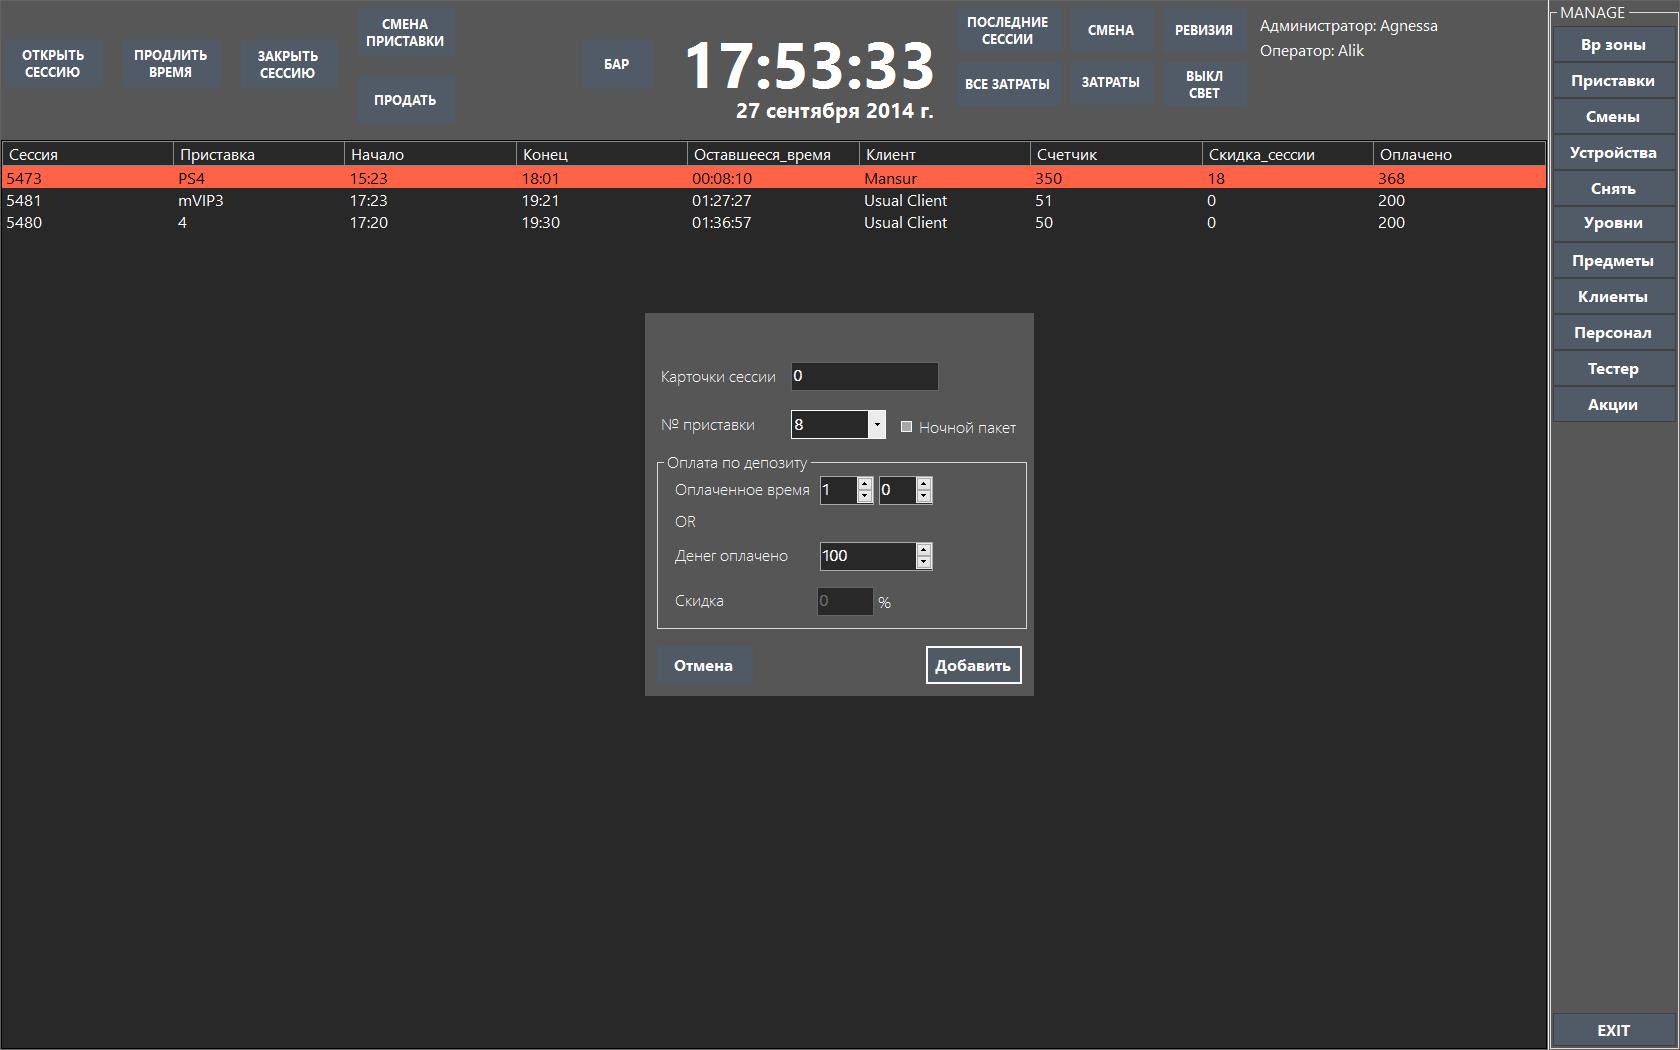 ОТКРЫТЬ
СЕССИЮ
ПРОДЛИТЬ
ВРЕМЯ
ЗАКРЫТЬ
СЕССИЮ
СМЕНА
ПРИСТАВКИ
ПРОДАТЬ
БАР
17:53:33
27 сентября 2014 г.
ПОСЛЕДНИЕ
СЕССИИ
СМЕНА
РЕВИЗИЯ
ВСЕ ЗАТРАТЫ
ЗАТРАТЫ
ВЫКЛ
СВЕТ
Администратор: Agnessa
Оператор: Alik
Сессия Приставка Начало Конец Оставшееся_время Клиент Счетчик Скидка_сессии Оплачено
5473 PS4 15:23 18:01 00:08:10 Mansur 350 18 368
5481 mVIP3 17:23 19:21 01:27:27 Usual Client 51 0 200
5480 4 17:20 19:30 01:36:57 Usual Client 50 0 200
Карточки сессии 0
№ приставки 8 Ночной пакет
Оплата по депозиту
Оплаченное время 1 0
OR
Денег оплачено 100
Скидка 0 %
Отмена Добавить
MANAGE
Вр зоны
Приставки
Смены
Устройства
Снять
Уровни
Предметы
Клиенты
Персонал
Тестер
Акции
EXIT